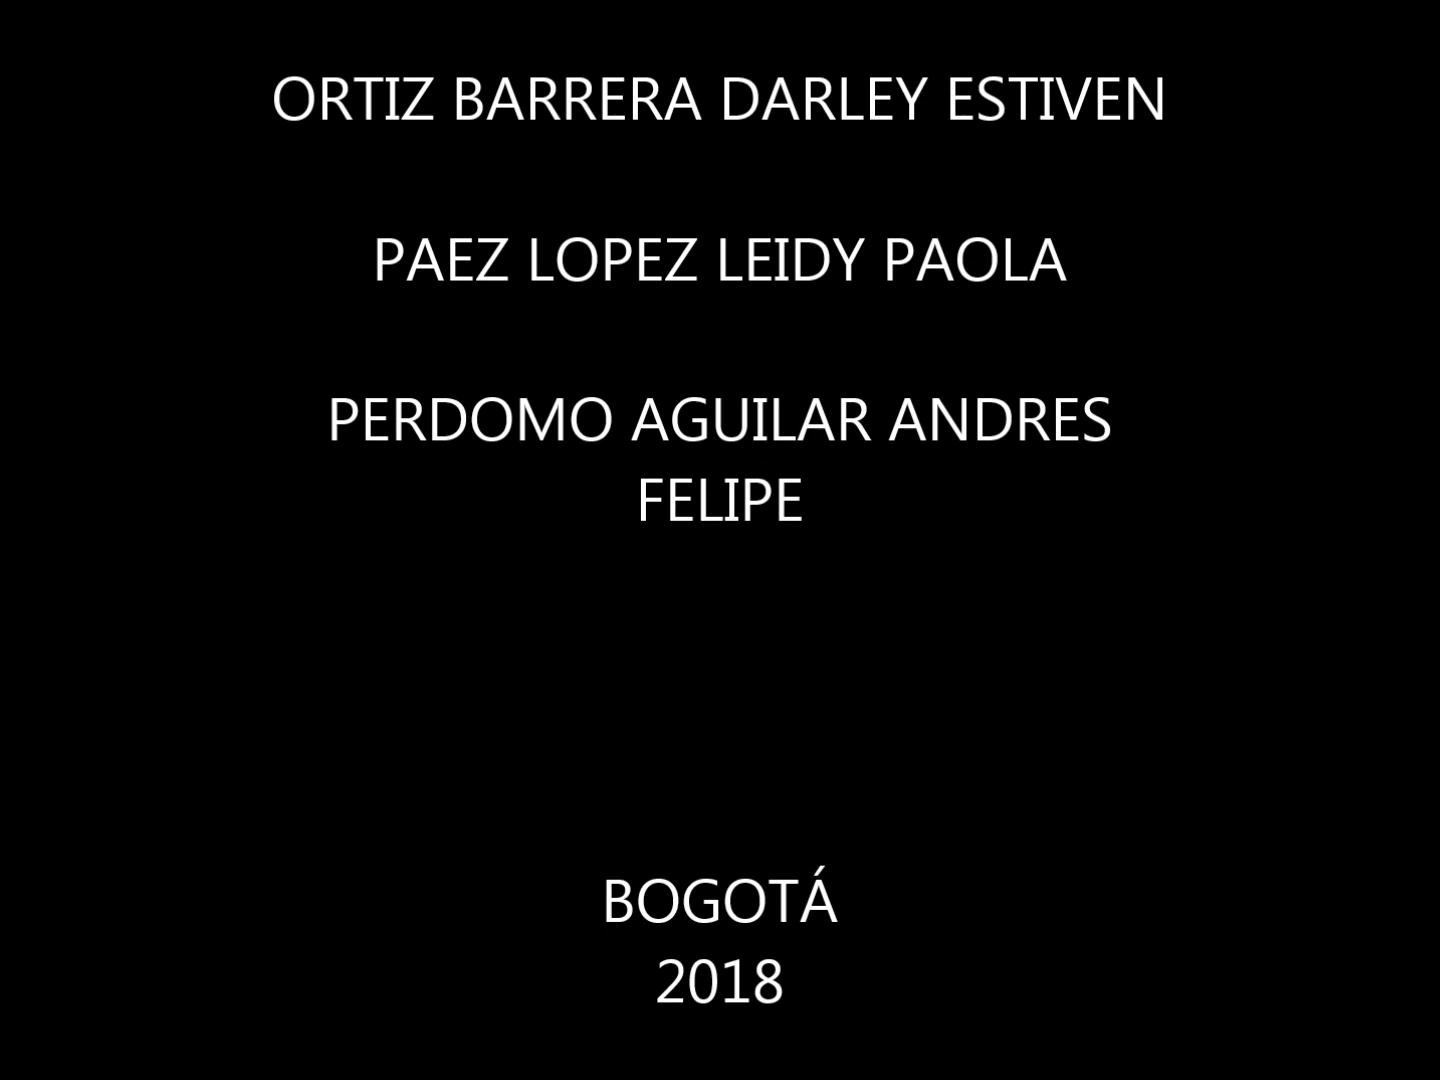 ORTIZ BARRERA DARLEY ESTIVEN
PAEZ LOPEZ LEIDY PAOLA
PERDOMO AGUILAR ANDRES
FELIPE
BOGOTÁ
2018